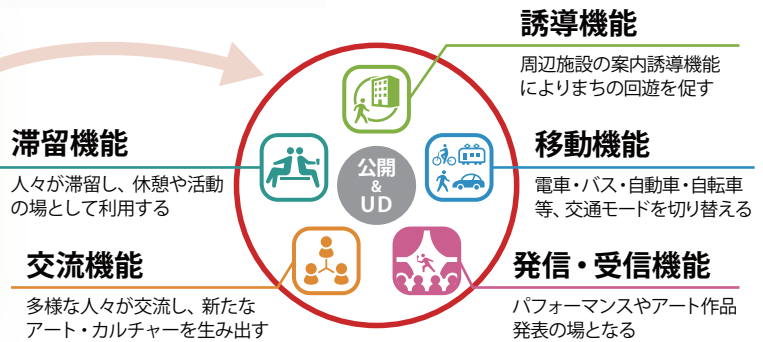 誘導機能
周辺施設の案内誘導機能
によりまちの回遊を促す
滞留機能
人々が滞留し、休憩や活動
の場として利用する
公開
&
UD
移動機能
電車・バス・自動車・自転車
等、交通モードを切り替える
交流機能
多様な人々が交流し、新たな
アート・カルチャーを生み出す
発信・受信機能
パフォーマンスやアート作品
発表の場となる